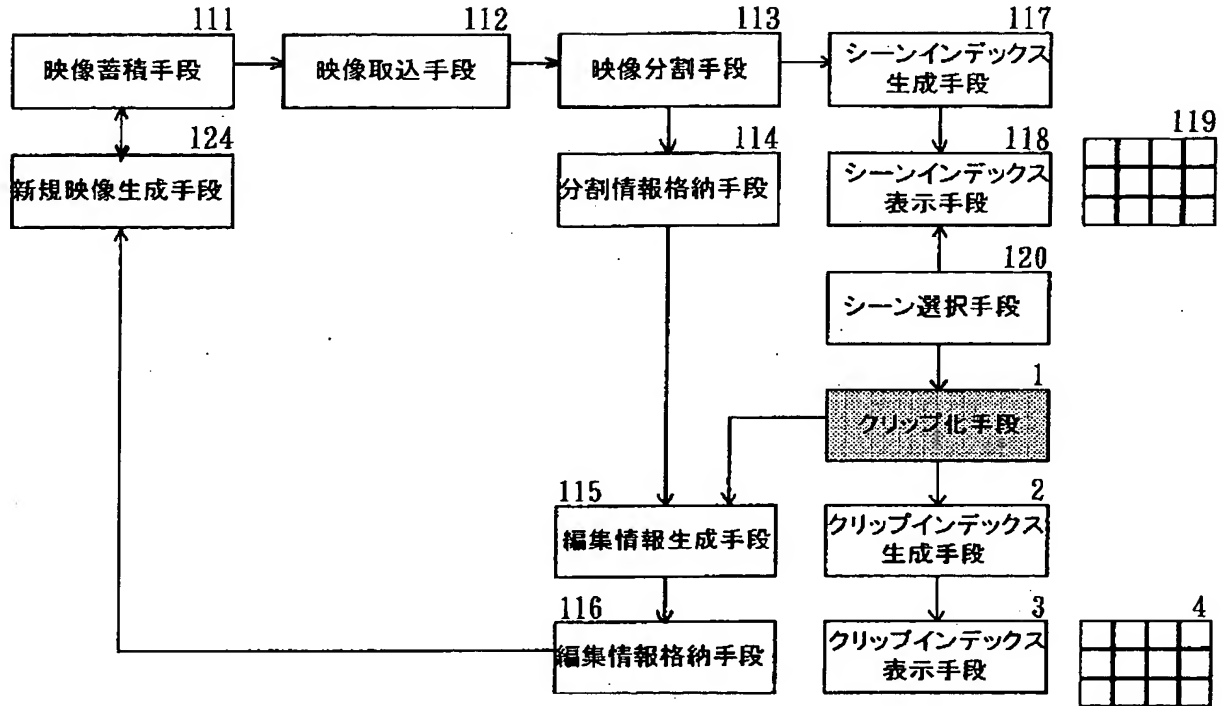 111
映像蓄積手段
112
映像取込手段
113
映像分割手段
117
シーンインデックス
生成手段
124
新規映像生成手段
114
分割情報格納手段
118
シーンインデックス
表示手段
119
120
シーン選択手段
1
クリップ化手段
115
編集情報生成手段
2
クリップインデックス
生成手段
116
編集情報格納手段
3
クリップインデックス
表示手段
4